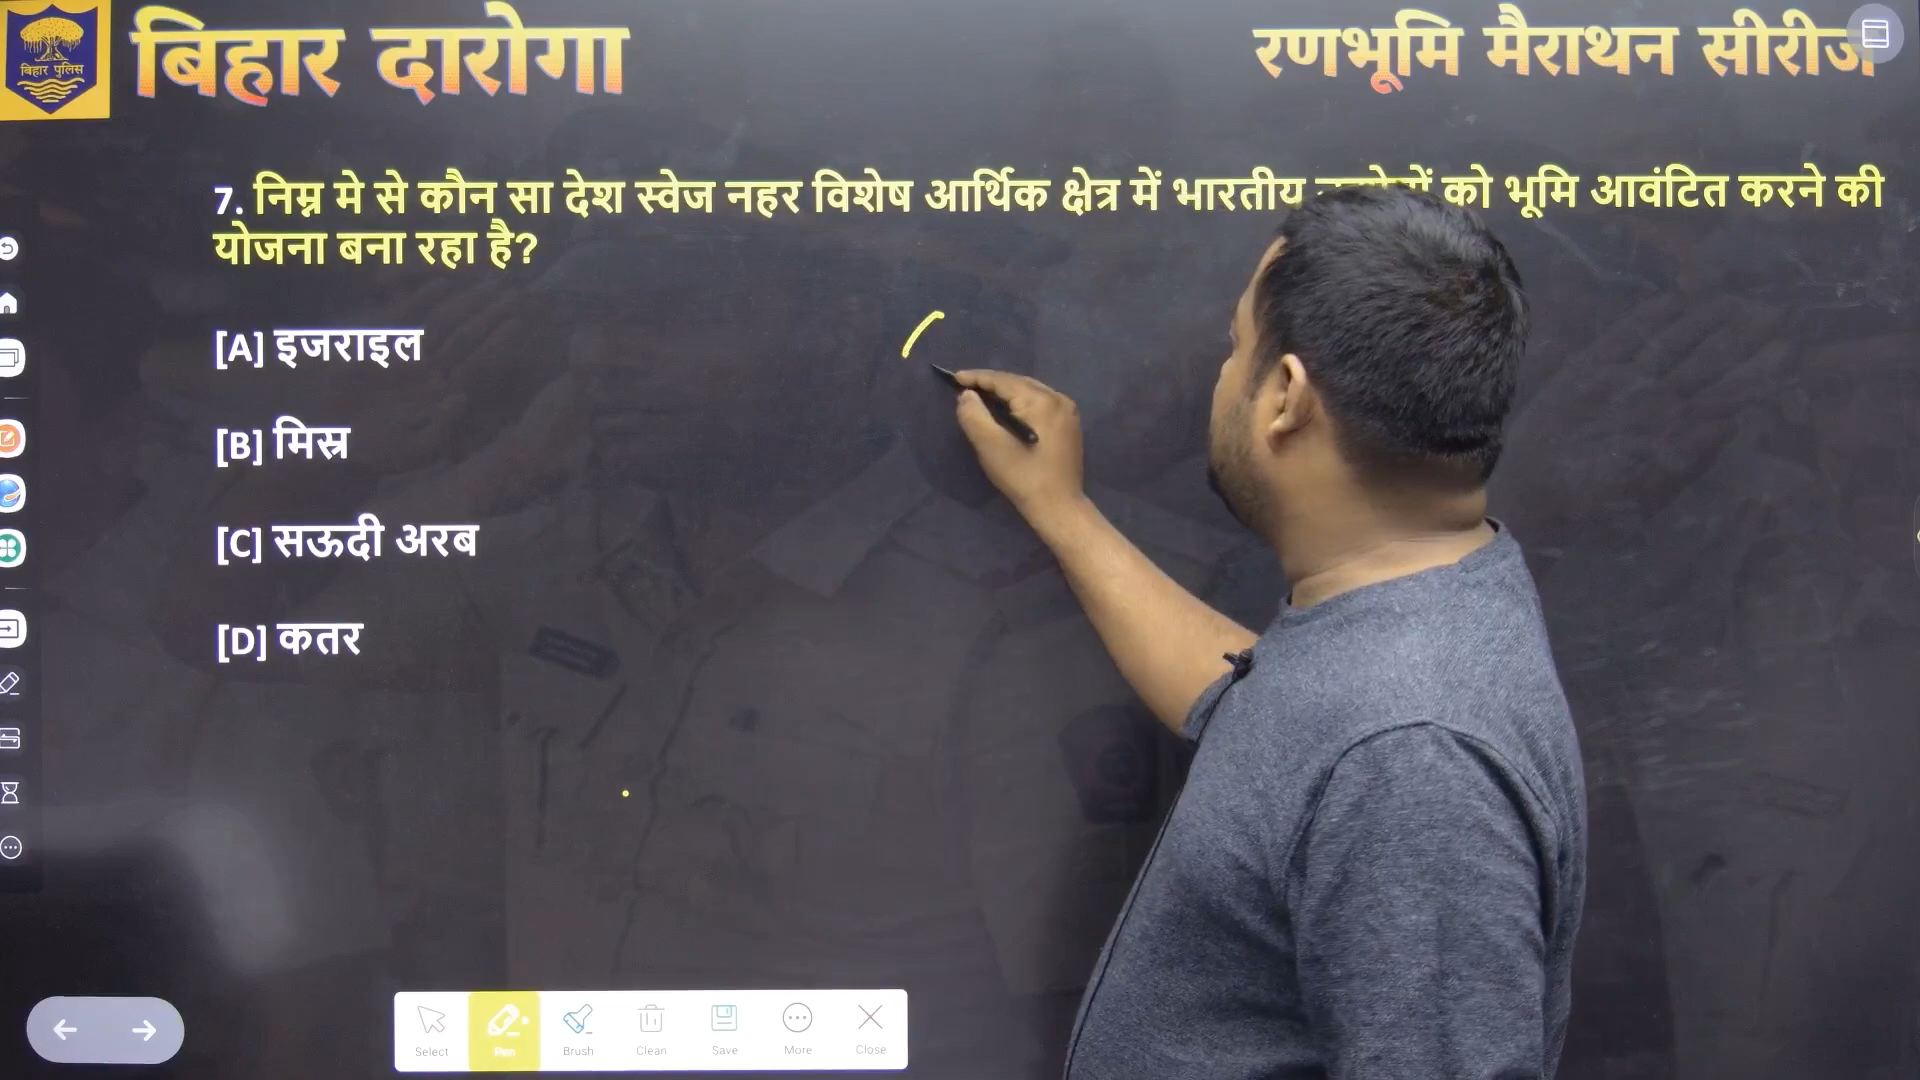 बिहार पुलिस
बिहार दारोगा
रणभूमि मैराथन सीरीज
7. निम्न मे से कौन सा देश स्वेज नहर विशेष आर्थिक क्षेत्र में भारतीय को भूमि आवंटित करने की
योजना बना रहा है?
[A] इजराइल
[B] मिस्र
[C] सऊदी अरब
[D] कतर
Select Pen Brush Clean Save More Close